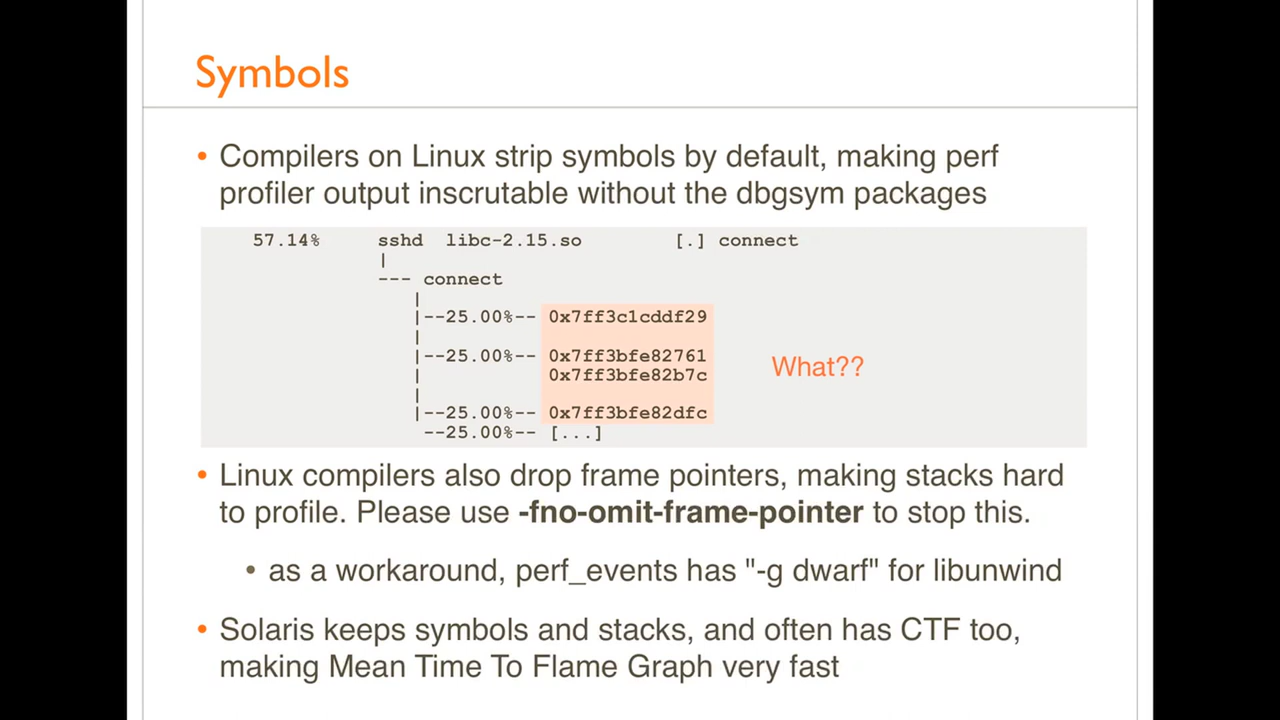 Symbols
• Compilers on Linux strip symbols by default, making perf
profiler output inscrutable without the dbgsym packages
57.14% sshd libc-2.15.so [.] connect
|
--- connect
|
|--25.00%-- 0x7ff3c1cddf29
|
|--25.00%-- 0x7ff3bfe82761
| 0x7ff3bfe82b7c
|
|--25.00%-- 0x7ff3bfe82dfc
--25.00%-- [...]
What??
• Linux compilers also drop frame pointers, making stacks hard
to profile. Please use -fno-omit-frame-pointer to stop this.
• as a workaround, perf_events has "-g dwarf" for libunwind
• Solaris keeps symbols and stacks, and often has CTF too,
making Mean Time To Flame Graph very fast